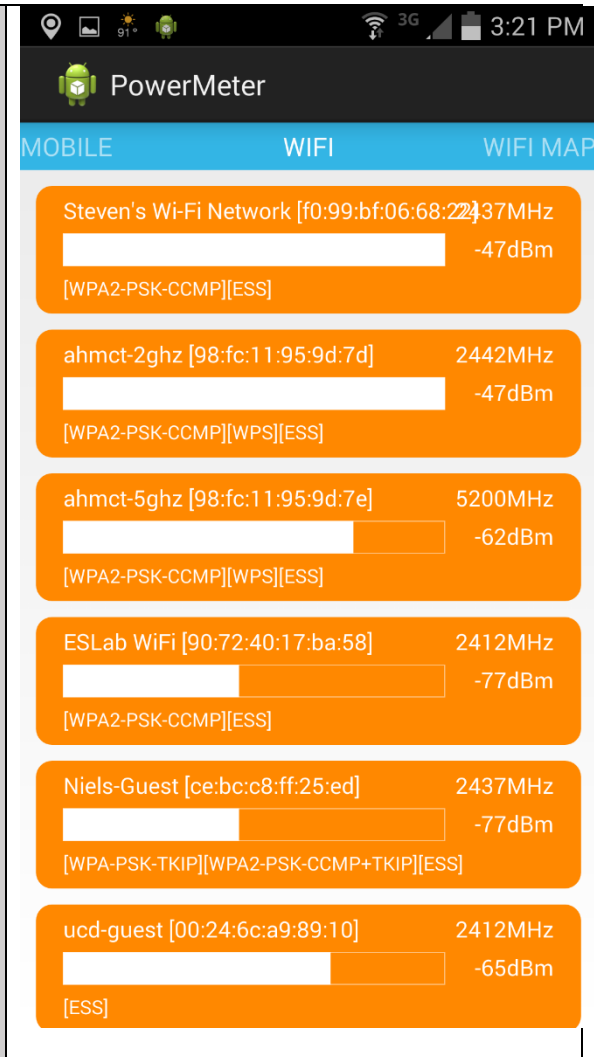 91° 3G 3:21 PM
PowerMeter
MOBILE WIFI WIFI MAP
Steven's Wi-Fi Network [f0:99:bf:06:68:22] 2437MHz
-47dBm
[WPA2-PSK-CCMP][ESS]
ahmct-2ghz [98:fc:11:95:9d:7d] 2442MHz
-47dBm
[WPA2-PSK-CCMP][WPS][ESS]
ahmct-5ghz [98:fc:11:95:9d:7e] 5200MHz
-62dBm
[WPA2-PSK-CCMP][WPS][ESS]
ESLab WiFi [90:72:40:17:ba:58] 2412MHz
-77dBm
[WPA2-PSK-CCMP][ESS]
Niels-Guest [ce:bc:c8:ff:25:ed] 2437MHz
-77dBm
[WPA-PSK-TKIP][WPA2-PSK-CCMP+TKIP][ESS]
ucd-guest [00:24:6c:a9:89:10] 2412MHz
-65dBm
[ESS]